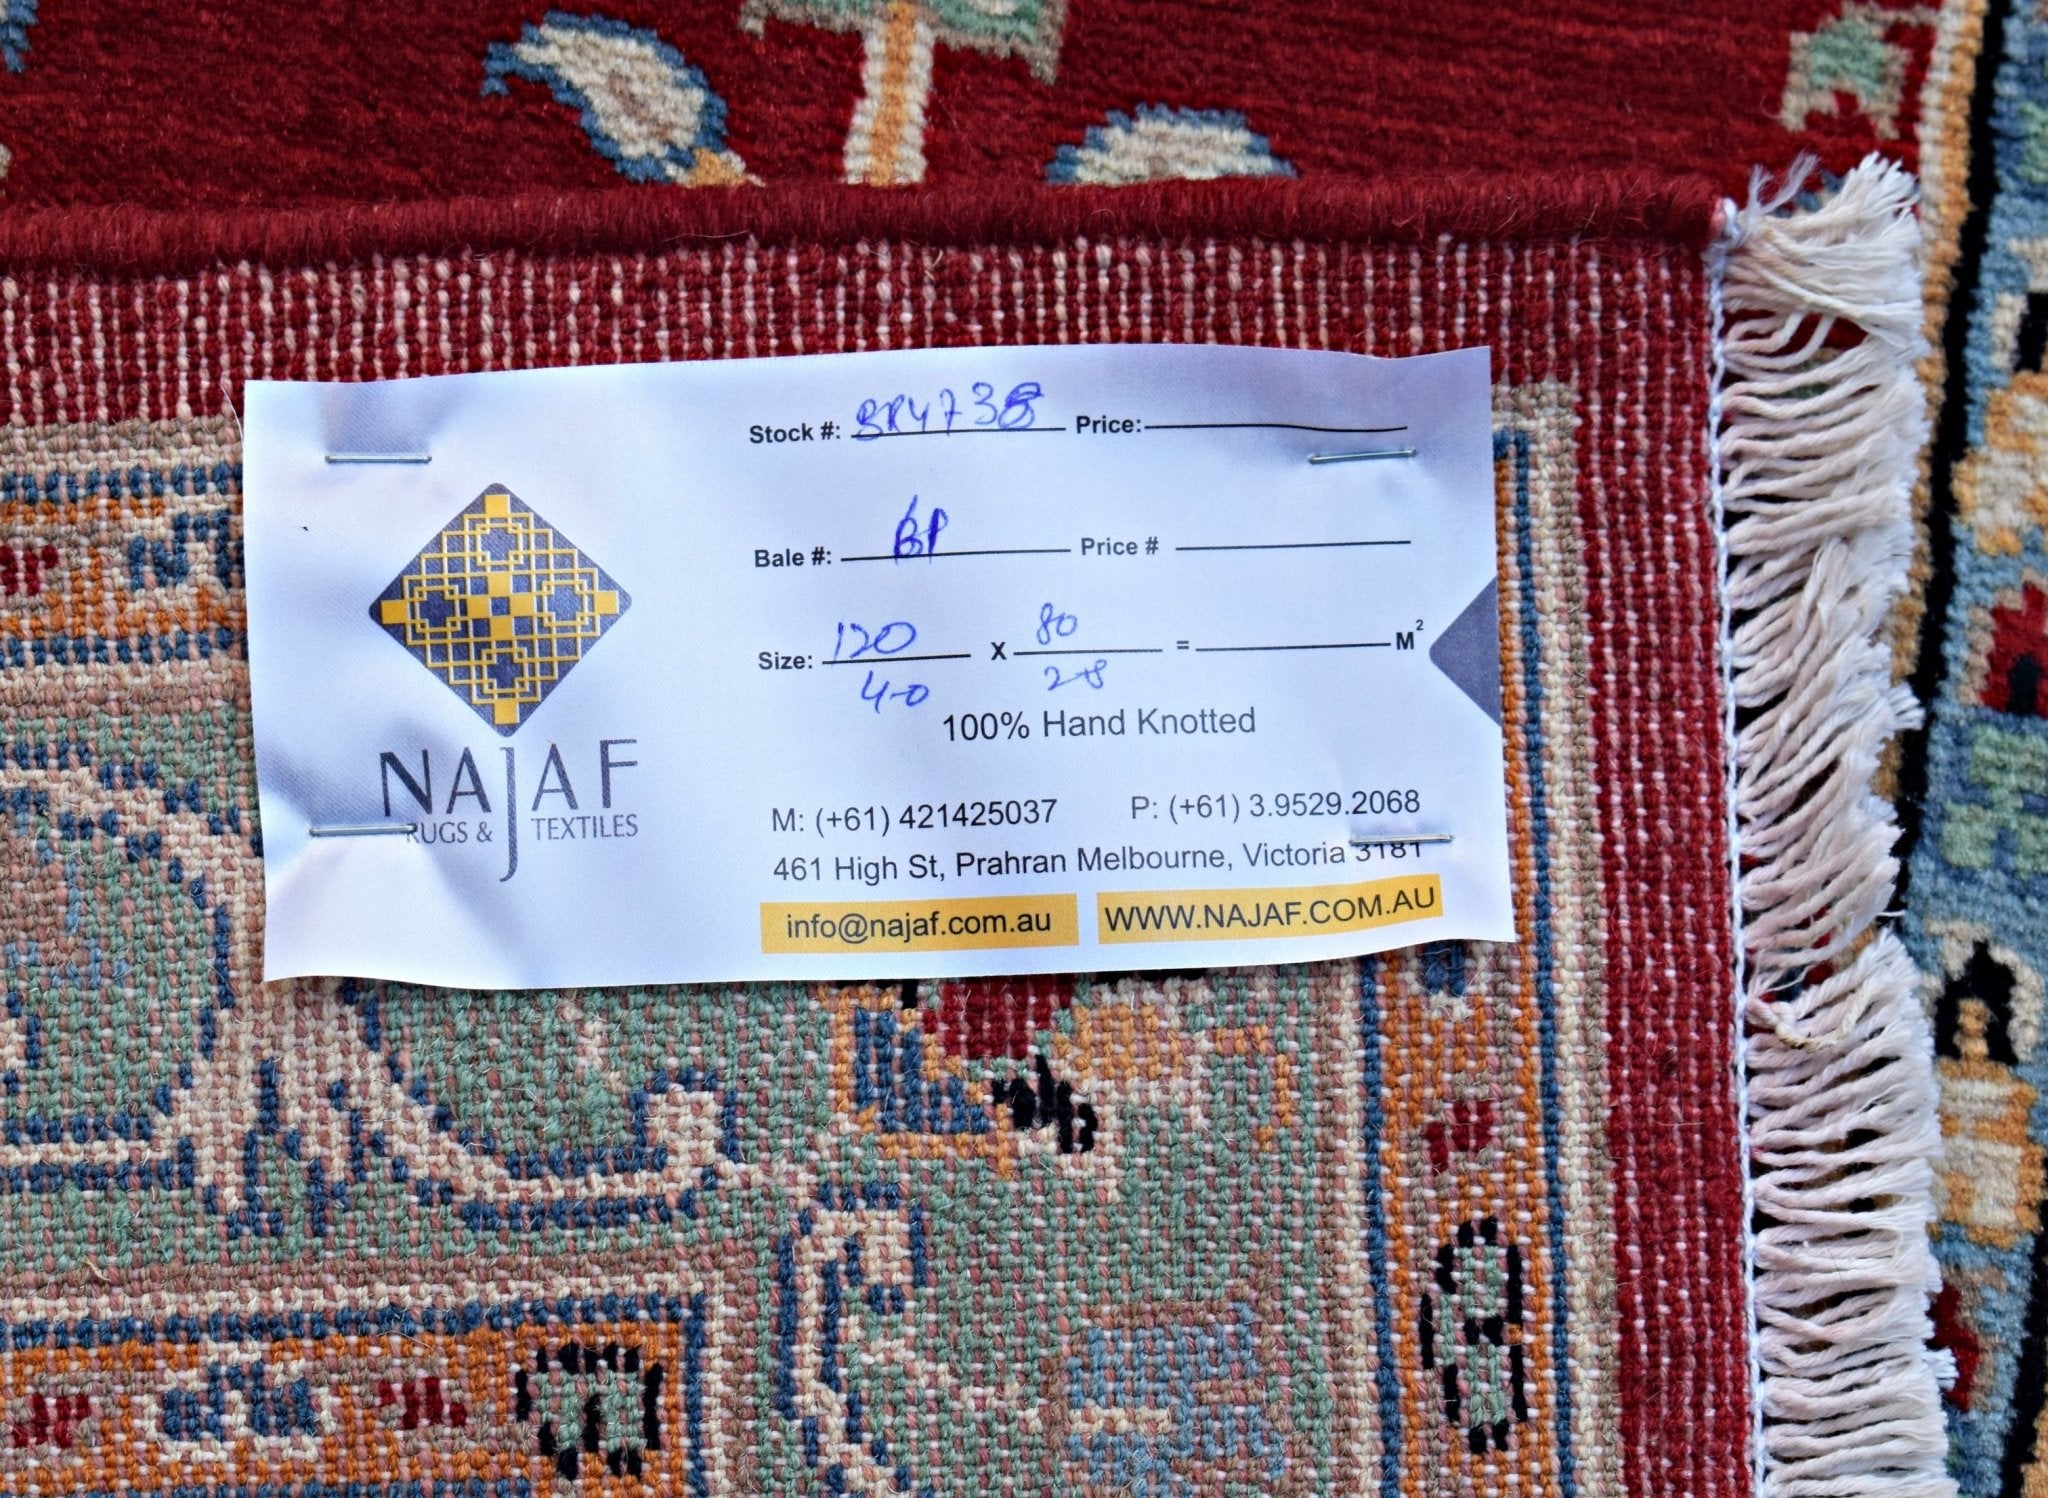 NAJAF
RUGS & TEXTILES
Stock #: SR4738 Price:
Bale #: Price #
Size: 120 x 80 = M²
4-0 2-8
100% Hand Knotted
M: (+61) 421425037 P: (+61) 3.9529.2068
461 High St, Prahran Melbourne, Victoria 3181
info@najaf.com.au WWW.NAJAF.COM.AU